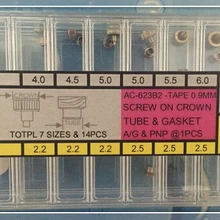 4.0 4.5 5.0 5.0 5.5 6.0
CROWN
AC-623B2 -TAPE 0.9MM
SCREW ON CROWN
TUBE & GASKET
A/G & PNP @1PCS
TUBE
TOTPL 7 SIZES & 14PCS
2.2 2.2 2.2 2.5 2.5 2.5